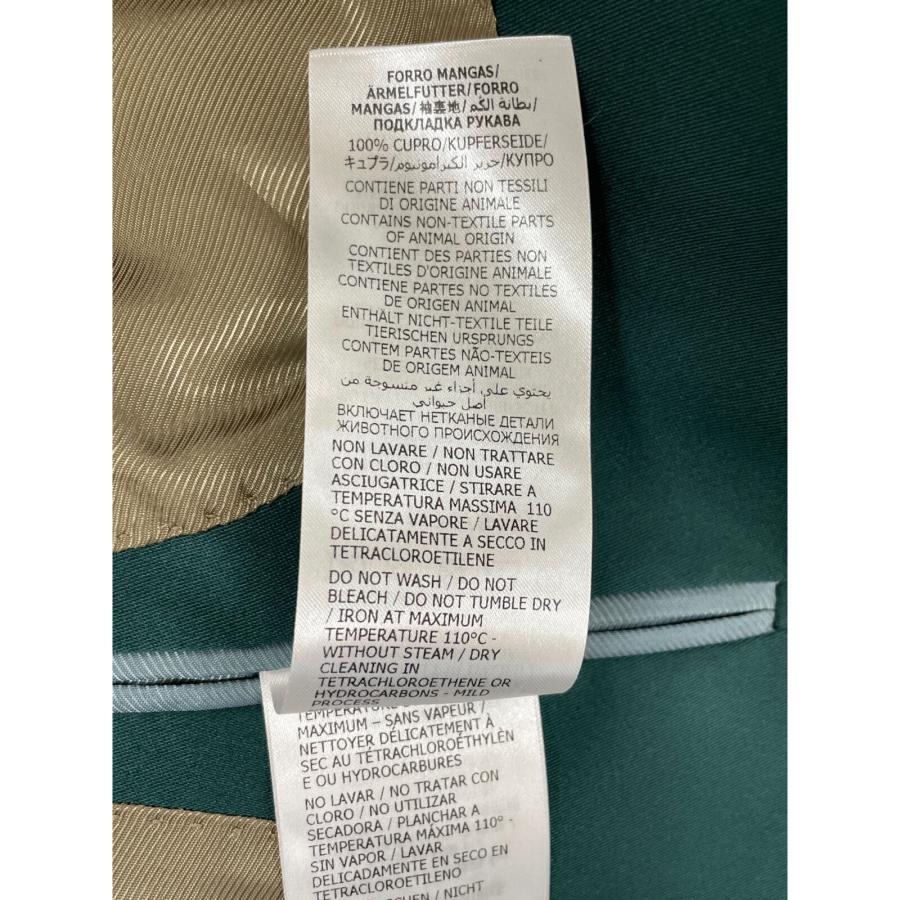 FORRO MANGAS/
ÄRMELFUTTER/FORRO
MANGAS/袖裏地/بطانة الكُم/
ПОДКЛАДКА РУКАВА
100% CUPRO/KUPFERSEIDE/
キュプラ/حرير الكبرامونيوم/КУПРО
CONTIENE PARTI NON TESSILI
DI ORIGINE ANIMALE
CONTAINS NON-TEXTILE PARTS
OF ANIMAL ORIGIN
CONTIENT DES PARTIES NON
TEXTILES D'ORIGINE ANIMALE
CONTIENE PARTES NO TEXTILES
DE ORIGEN ANIMAL
ENTHÄLT NICHT-TEXTILE TEILE
TIERISCHEN URSPRUNGS
CONTEM PARTES NÃO-TEXTEIS
DE ORIGEM ANIMAL
يحتوي على أجزاء غير منسوجة من
أصل حيواني
ВКЛЮЧАЕТ НЕТКАНЫЕ ДЕТАЛИ
ЖИВОТНОГО ПРОИСХОЖДЕНИЯ
NON LAVARE / NON TRATTARE
CON CLORO / NON USARE
ASCIUGATRICE / STIRARE A
TEMPERATURA MASSIMA 110
°C SENZA VAPORE / LAVARE
DELICATAMENTE A SECCO IN
TETRACLOROETILENE
DO NOT WASH / DO NOT
BLEACH / DO NOT TUMBLE DRY
/ IRON AT MAXIMUM
TEMPERATURE 110°C -
WITHOUT STEAM / DRY
CLEANING IN
TETRACHLOROETHENE OR
HYDROCARBONS - MILD
PROCESS
MAXIMUM – SANS VAPEUR /
NETTOYER DÉLICATEMENT À
SEC AU TÉTRACHLOROÉTHYLÈN
E OU HYDROCARBURES
NO LAVAR / NO TRATAR CON
CLORO / NO UTILIZAR
SECADORA / PLANCHAR A
TEMPERATURA MÁXIMA 110° -
SIN VAPOR / LAVAR
DELICADAMENTE EN SECO EN
TETRACLOROETILENO
/ NICHT